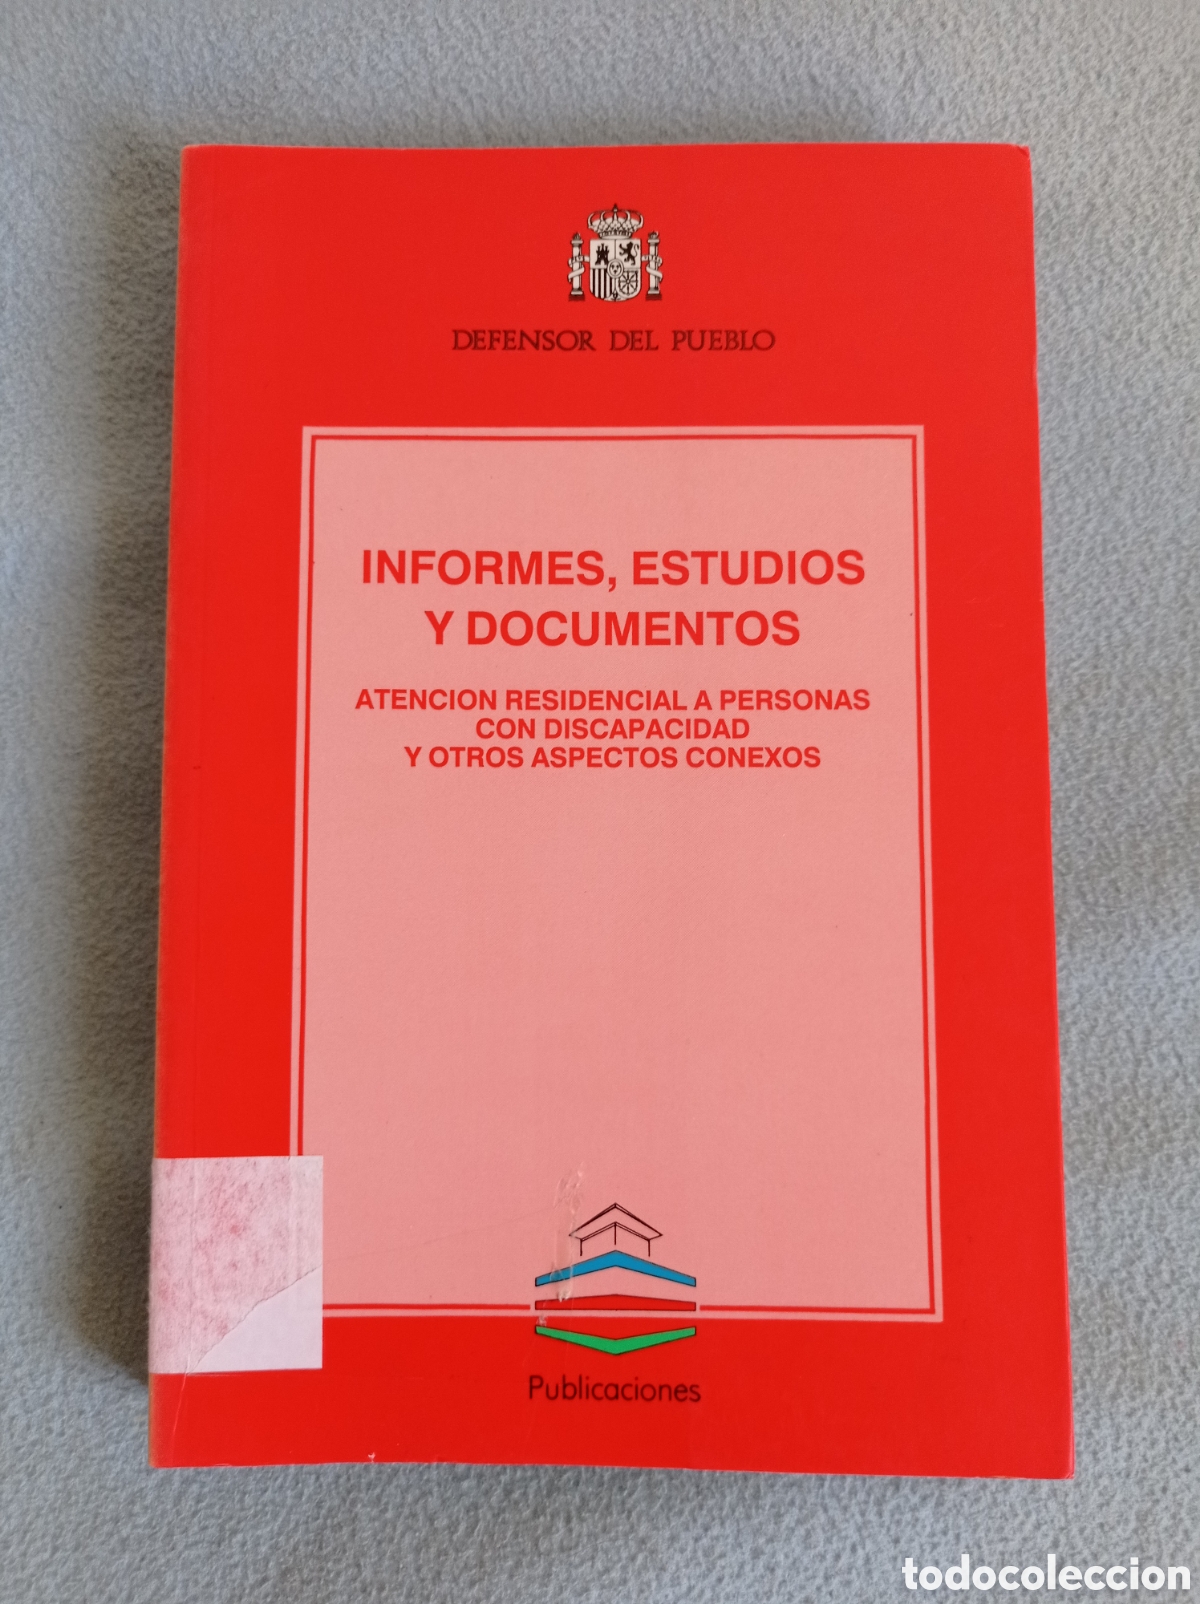 DEFENSOR DEL PUEBLO
INFORMES, ESTUDIOS
Y DOCUMENTOS
ATENCION RESIDENCIAL A PERSONAS
CON DISCAPACIDAD
Y OTROS ASPECTOS CONEXOS
Publicaciones
todocoleccion